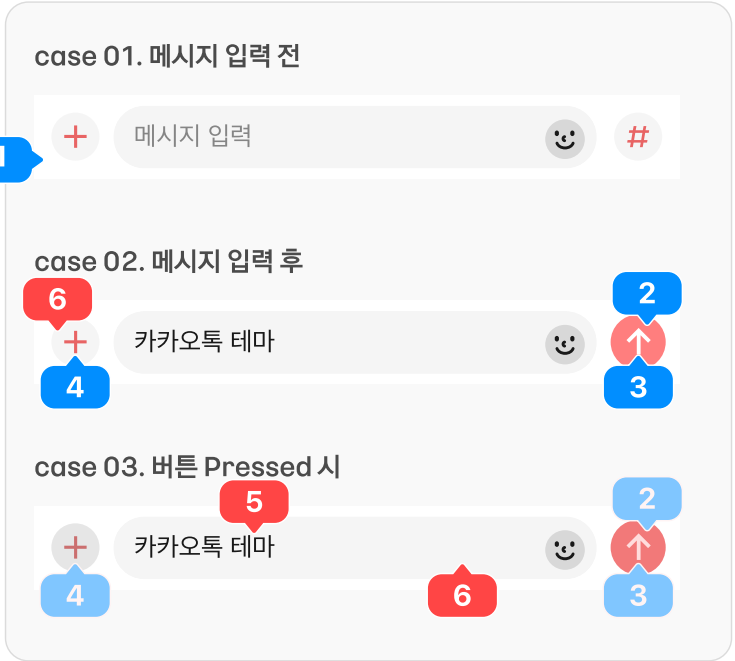 case 01. 메시지 입력 전
1
+ 메시지 입력 #
case 02. 메시지 입력 후
6 2
+ 카카오톡 테마
4 3
case 03. 버튼 Pressed 시
5 2
+ 카카오톡 테마
4 6 3